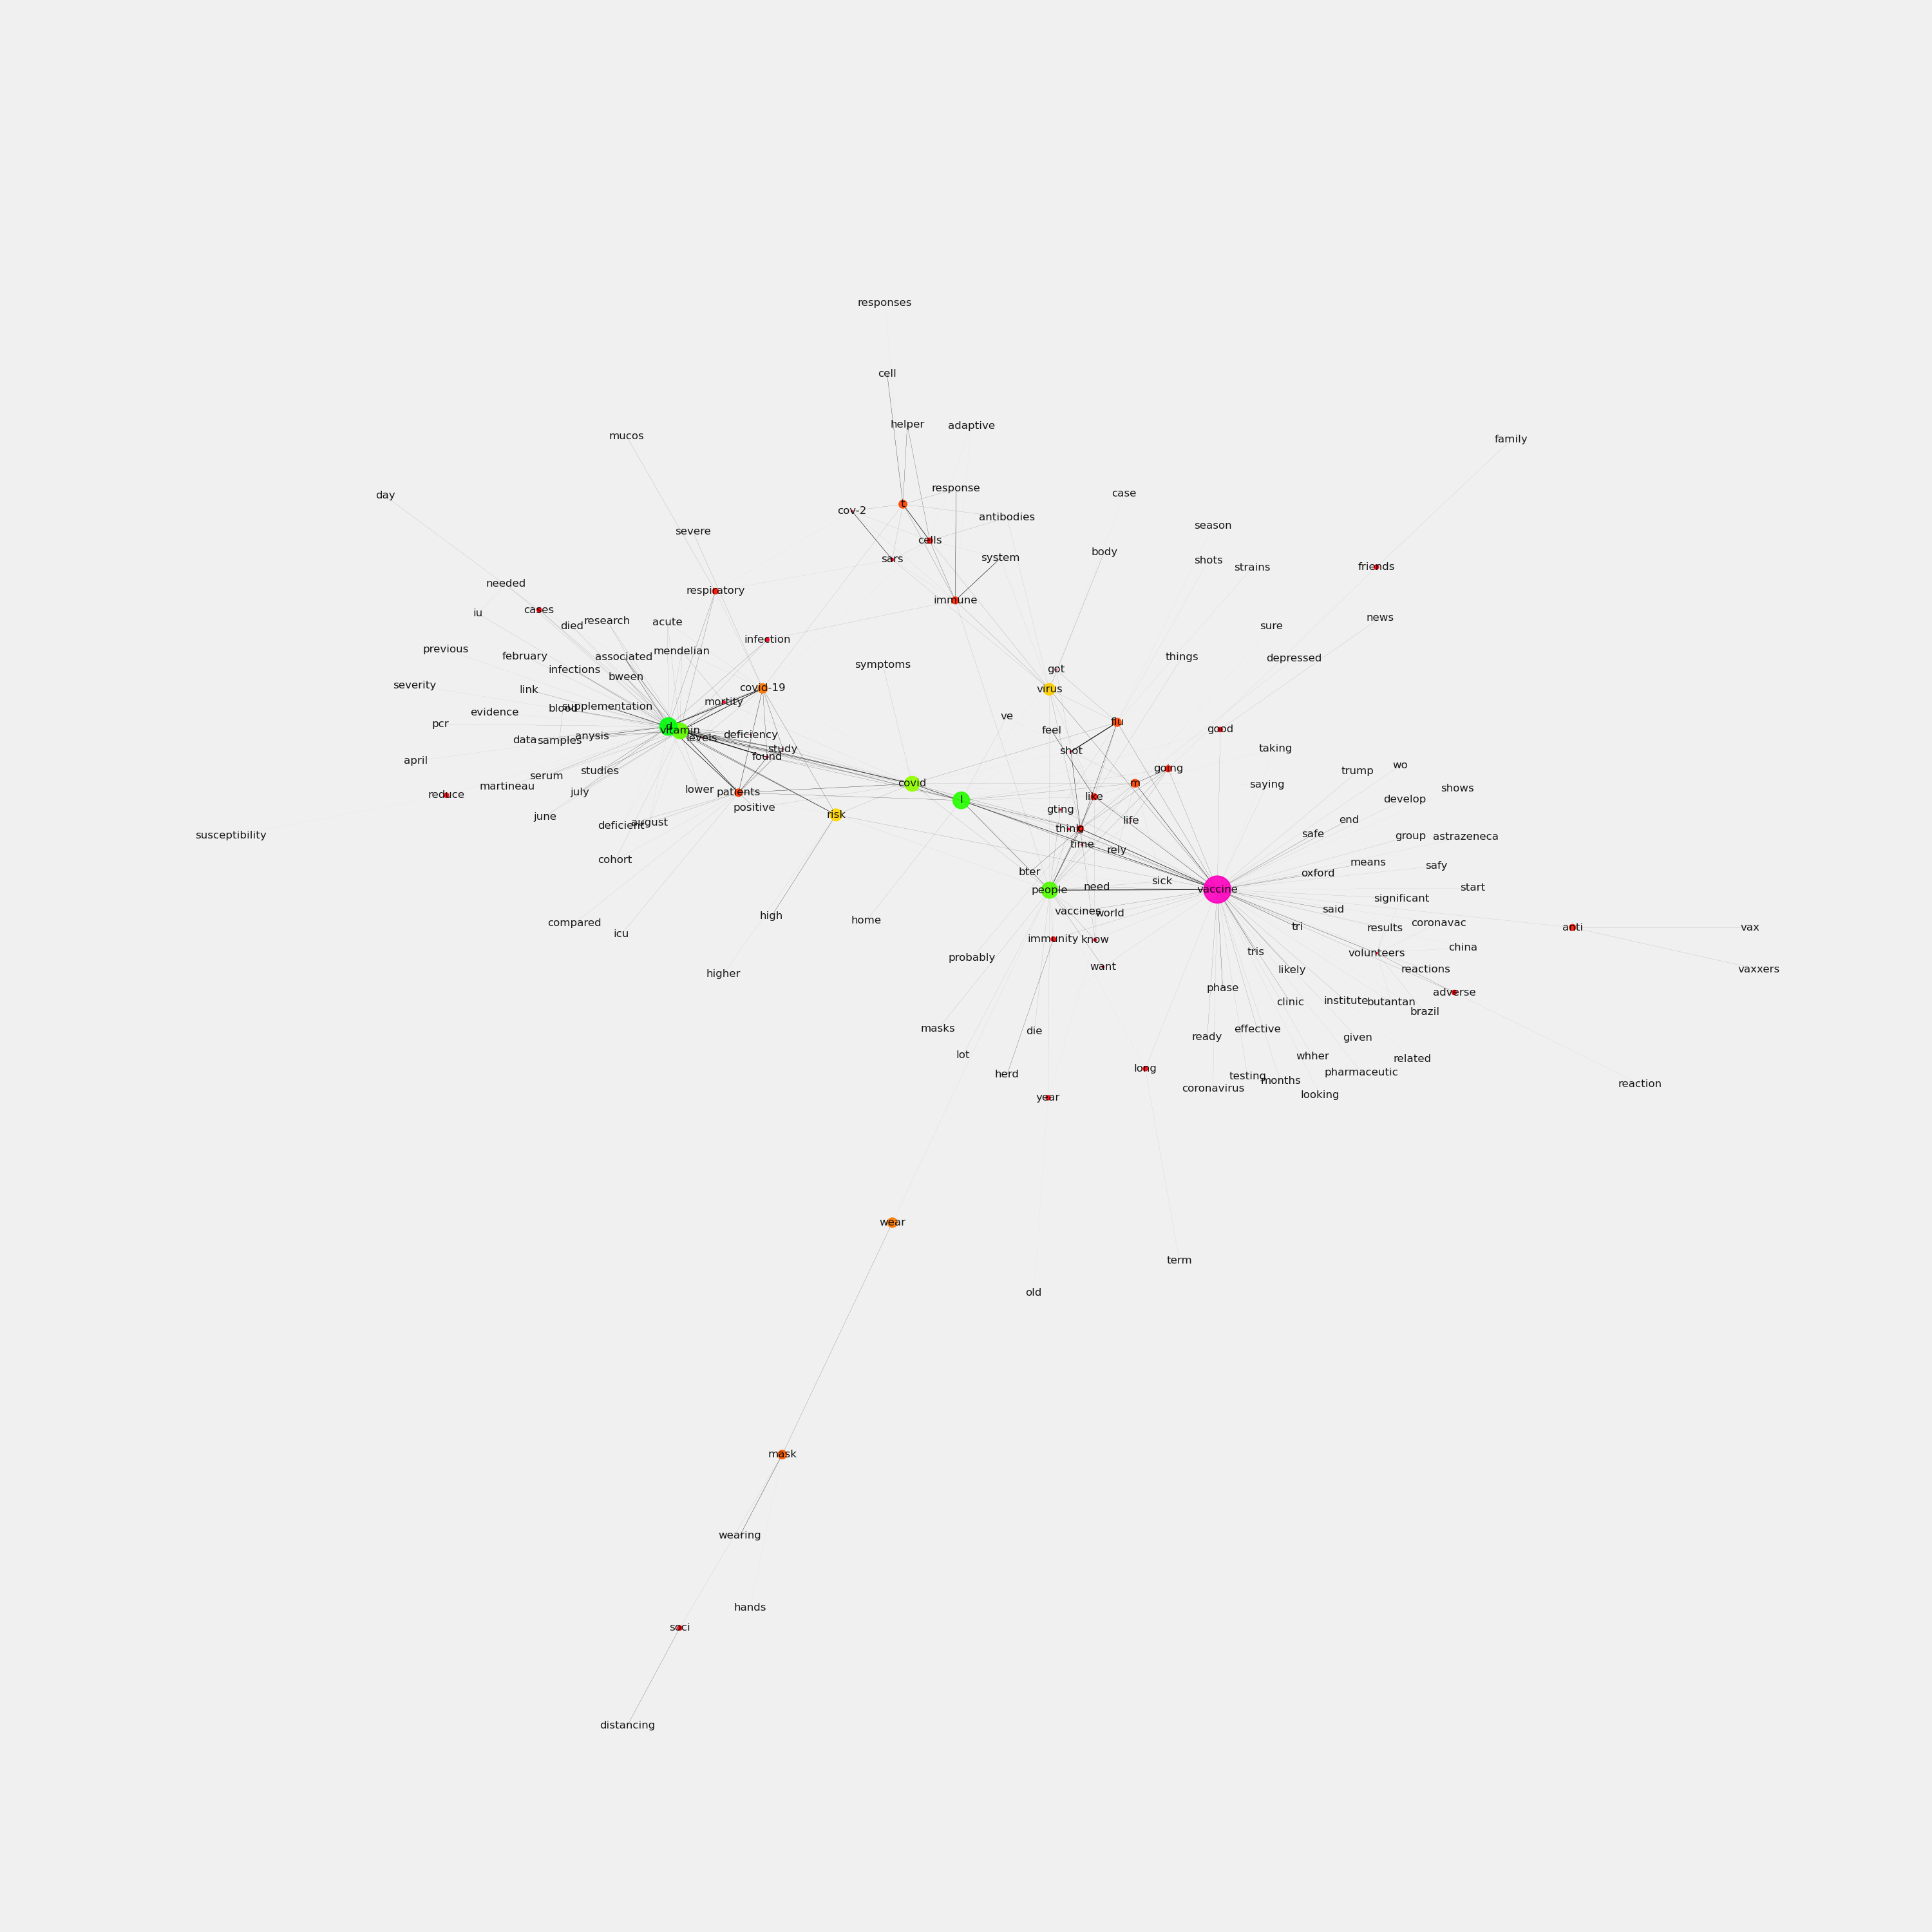 responses
cell
helper
adaptive
mucos
family
response
case
day
cov-2
t
antibodies
season
severe
cells
sars
system
body
shots
strains
friends
needed
respiratory
immune
iu
cases
research
acute
news
died
infection
sure
previous
february
associated
mendelian
symptoms
got
things
depressed
infections
bween
severity
link
covid-19
virus
evidence
blood
supplementation
mortity
ve
pcr
d
vitamin
flu
feel
good
data
samples
anysis
levels
deficiency
study
found
shot
taking
april
martineau
serum
studies
covid
m
going
saying
trump
wo
shows
reduce
july
lower
patients
positive
l
like
develop
june
deficient
august
risk
gting
think
life
end
susceptibility
time
rely
safe
group
astrazeneca
cohort
bter
people
need
sick
vaccine
oxford
means
safy
start
compared
icu
high
home
vaccines
world
said
significant
immunity
know
tri
results
coronavac
anti
vax
higher
probably
want
tris
likely
volunteers
china
reactions
vaxxers
phase
clinic
institute
butantan
adverse
brazil
masks
die
ready
effective
given
lot
whher
related
herd
long
testing
months
pharmaceutic
reaction
year
coronavirus
looking
wear
term
old
mask
wearing
hands
soci
distancing